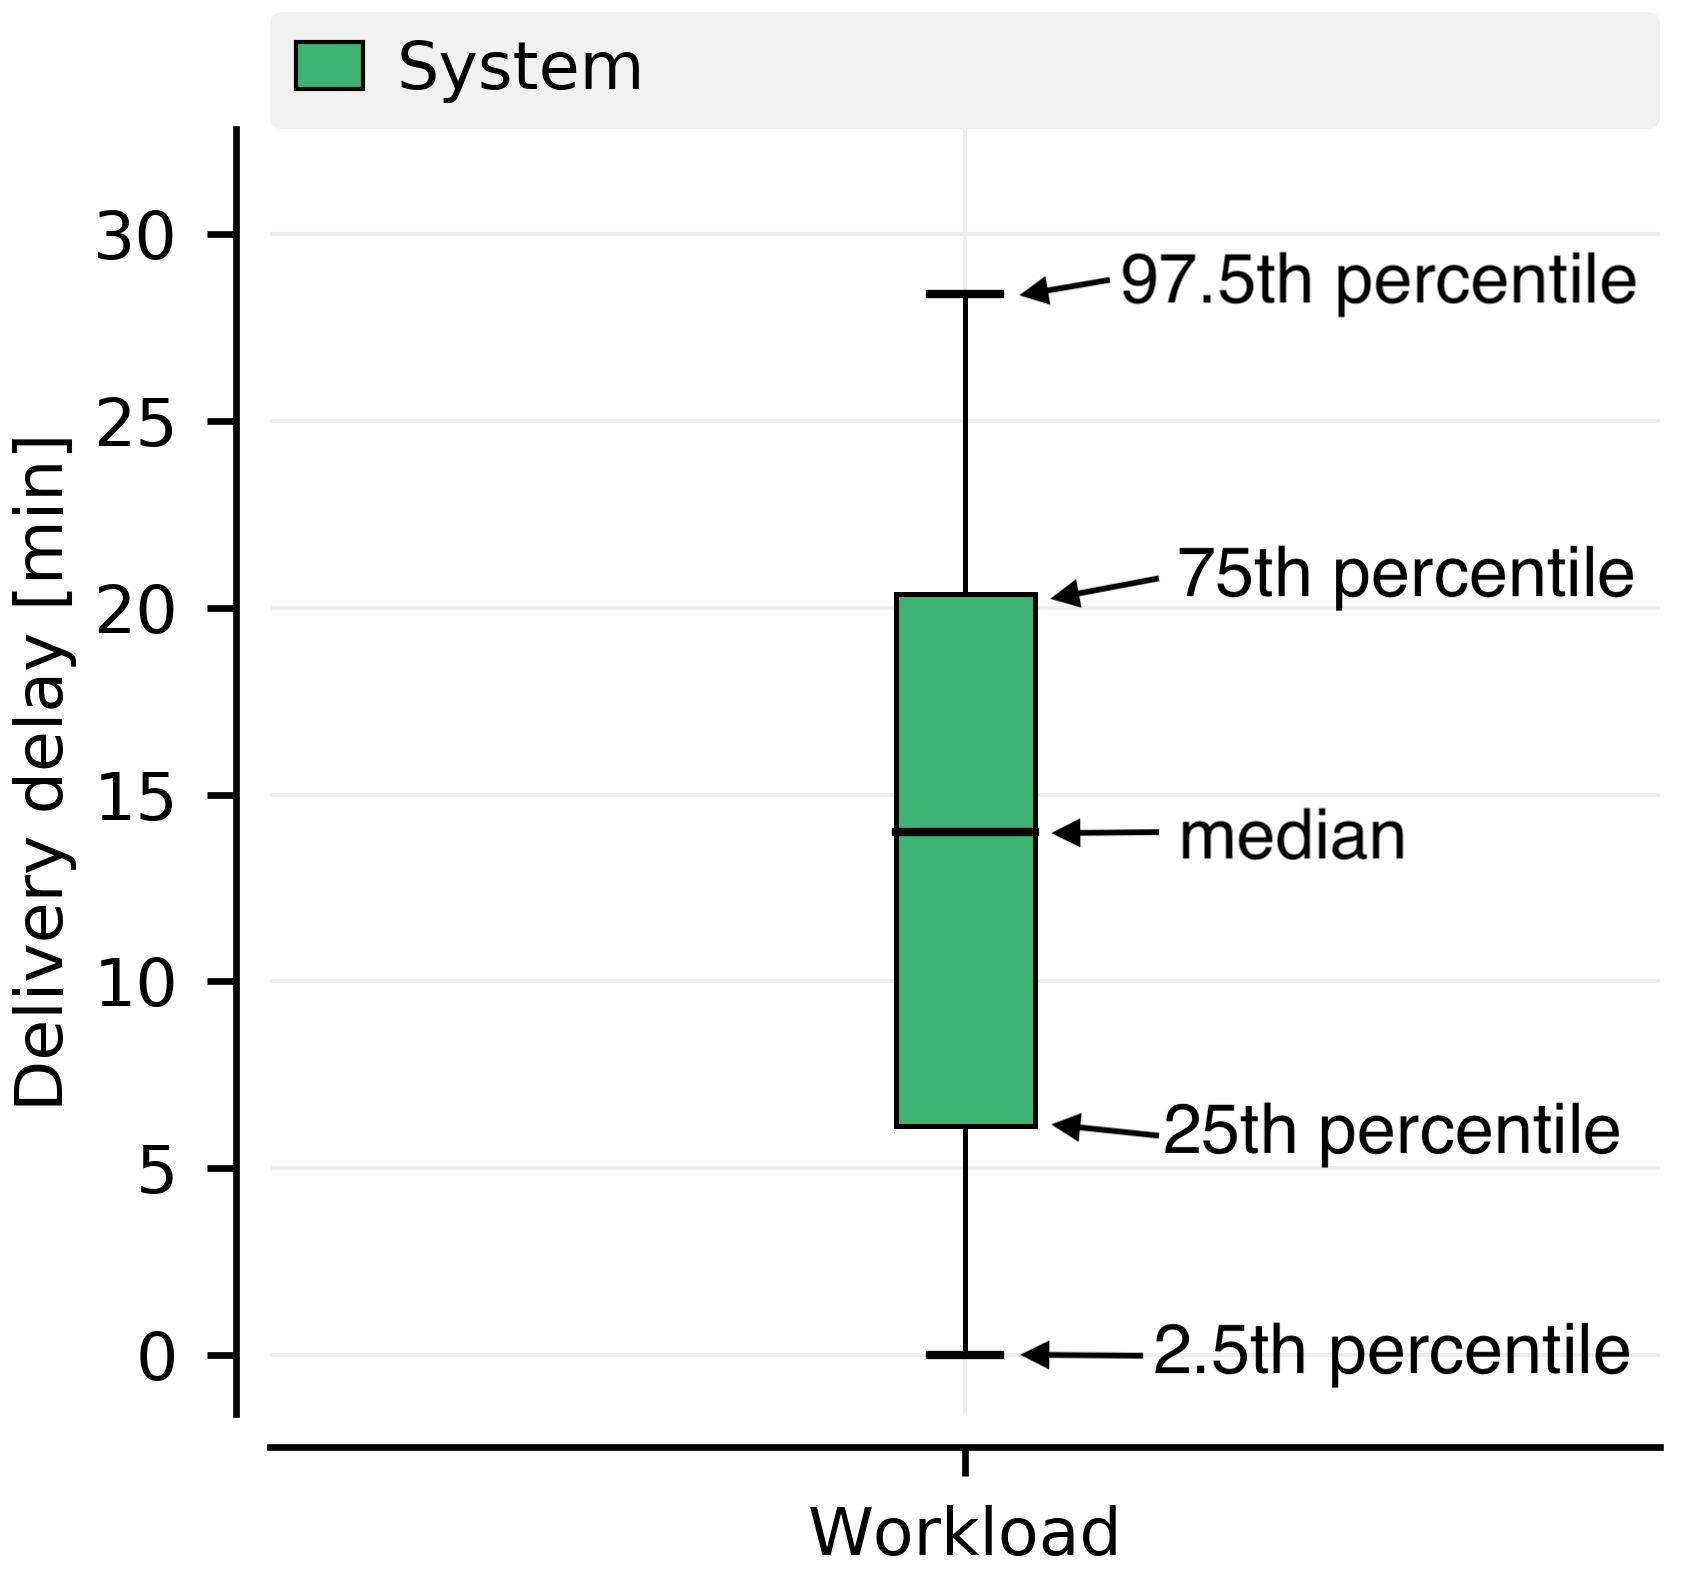 System
Delivery delay [min]
30
25
20
15
10
5
0
97.5th percentile
75th percentile
median
25th percentile
2.5th percentile
Workload